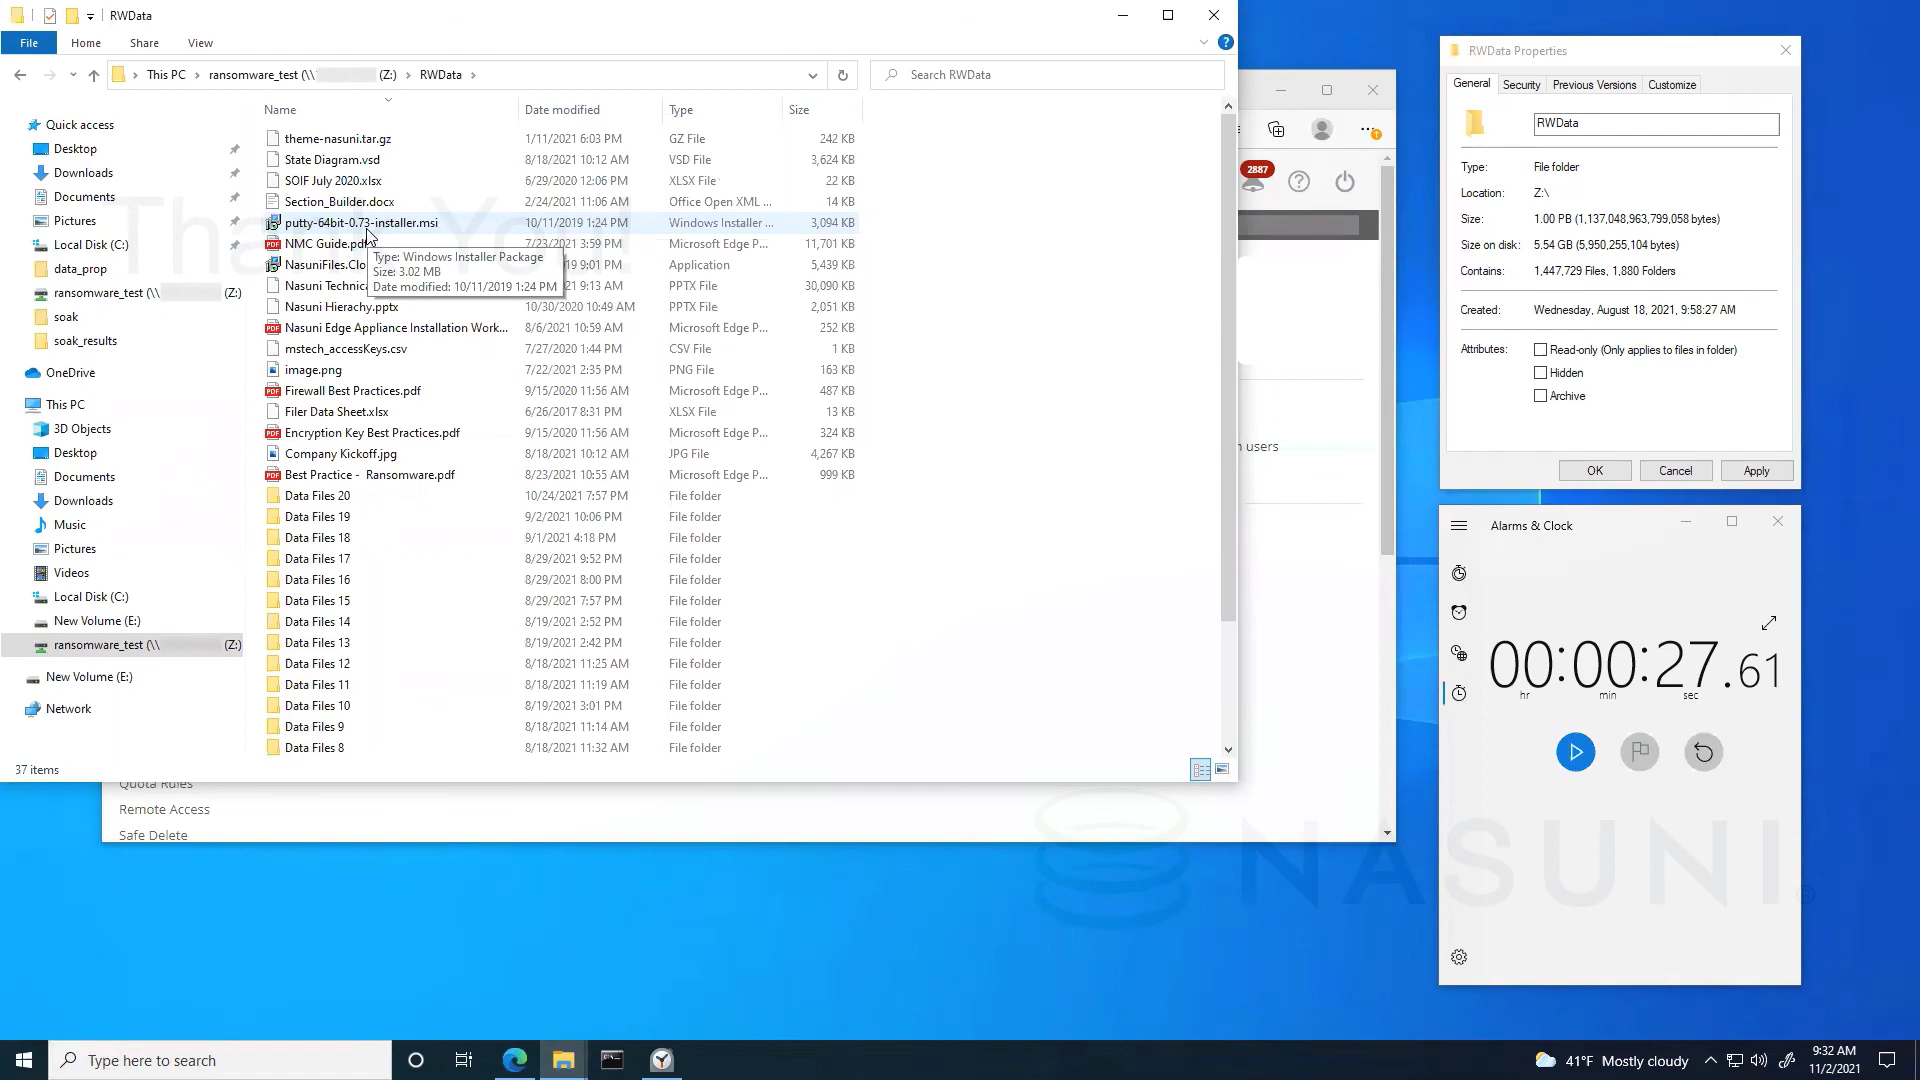 RWData
File
Home
Share
View
This PC
ransomware_test (\\
(Z:)
RWData
Search RWData
Name
Date modified
Type
Size
theme-nasuni.tar.gz 1/11/2021 6:03 PM GZ File 242 KB
State Diagram.vsd 8/18/2021 10:12 AM VSD File 3,624 KB
SOIF July 2020.xlsx 6/29/2020 12:06 PM XLSX File 22 KB
Section_Builder.docx 2/24/2021 11:06 AM Office Open XML ... 14 KB
putty-64bit-0.73-installer.msi 10/11/2019 1:24 PM Windows Installer ... 3,094 KB
NMC Guide.pdf 7/23/2021 3:59 PM Microsoft Edge P... 11,701 KB
NasuniFiles.Clo 19 9:01 PM Application 5,439 KB
Nasuni Technica 21 9:13 AM PPTX File 30,090 KB
Nasuni Hierachy.pptx 10/30/2020 10:49 AM PPTX File 2,051 KB
Nasuni Edge Appliance Installation Work... 8/6/2021 10:59 AM Microsoft Edge P... 252 KB
mstech_accessKeys.csv 7/27/2020 1:44 PM CSV File 1 KB
image.png 7/22/2021 2:35 PM PNG File 163 KB
Firewall Best Practices.pdf 9/15/2020 11:56 AM Microsoft Edge P... 487 KB
Filer Data Sheet.xlsx 6/26/2017 8:31 PM XLSX File 13 KB
Encryption Key Best Practices.pdf 9/15/2020 11:56 AM Microsoft Edge P... 324 KB
Company Kickoff.jpg 8/18/2021 10:12 AM JPG File 4,267 KB
Best Practice - Ransomware.pdf 8/23/2021 10:55 AM Microsoft Edge P... 999 KB
Data Files 20 10/24/2021 7:57 PM File folder
Data Files 19 9/2/2021 10:06 PM File folder
Data Files 18 9/1/2021 4:18 PM File folder
Data Files 17 8/29/2021 9:52 PM File folder
Data Files 16 8/29/2021 8:00 PM File folder
Data Files 15 8/29/2021 7:57 PM File folder
Data Files 14 8/19/2021 2:52 PM File folder
Data Files 13 8/19/2021 2:42 PM File folder
Data Files 12 8/18/2021 11:25 AM File folder
Data Files 11 8/18/2021 11:19 AM File folder
Data Files 10 8/19/2021 3:01 PM File folder
Data Files 9 8/18/2021 11:14 AM File folder
Data Files 8 8/18/2021 11:32 AM File folder
Type: Windows Installer Package
Size: 3.02 MB
Date modified: 10/11/2019 1:24 PM
Thank You!
Quick access
Desktop
Downloads
Documents
Pictures
Local Disk (C:)
data_prop
ransomware_test (\\ (Z:)
soak
soak_results
OneDrive
This PC
3D Objects
Desktop
Documents
Downloads
Music
Pictures
Videos
Local Disk (C:)
New Volume (E:)
ransomware_test (\\ (Z:)
New Volume (E:)
Network
37 items
Quota Rules
Remote Access
Safe Delete
2887
users
RWData Properties
General
Security
Previous Versions
Customize
RWData
Type: File folder
Location: Z:\
Size: 1.00 PB (1,137,048,963,799,058 bytes)
Size on disk: 5.54 GB (5,950,255,104 bytes)
Contains: 1,447,729 Files, 1,880 Folders
Created: Wednesday, August 18, 2021, 9:58:27 AM
Attributes: Read-only (Only applies to files in folder)
Hidden
Archive
OK
Cancel
Apply
Alarms & Clock
00:00:27.61
hr min sec
NASUNI®
Type here to search
41°F Mostly cloudy
9:32 AM
11/2/2021